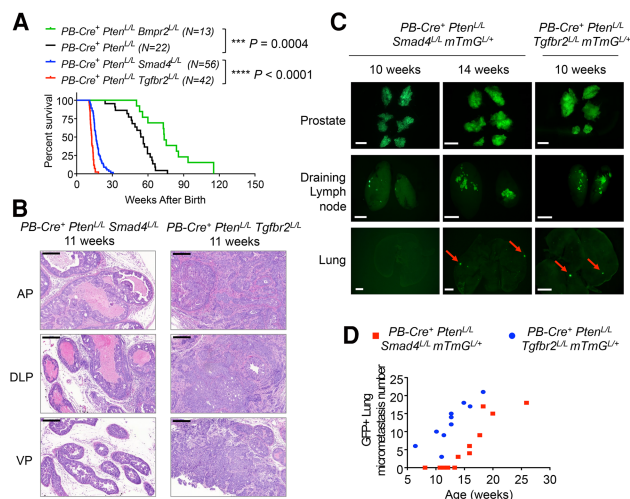 A
PB-Cre+ Pten L/L Bmpr2 L/L (N=13)
PB-Cre+ Pten L/L (N=22)
*** P = 0.0004
PB-Cre+ Pten L/L Smad4 L/L (N=56)
PB-Cre+ Pten L/L Tgfbr2 L/L (N=42)
**** P < 0.0001
Percent survival
100
75
50
25
0
0 30 60 90 120 150
Weeks After Birth
B
PB-Cre+ Pten L/L Smad4 L/L
11 weeks
PB-Cre+ Pten L/L Tgfbr2 L/L
11 weeks
AP
DLP
VP
C
PB-Cre+ Pten L/L
Smad4 L/L mTmG L/+
PB-Cre+ Pten L/L
Tgfbr2 L/L mTmG L/+
10 weeks 14 weeks 10 weeks
Prostate
Draining
Lymph
node
Lung
D
PB-Cre+ Pten L/L
Smad4 L/L mTmG L/+
PB-Cre+ Pten L/L
Tgfbr2 L/L mTmG L/+
GFP+ Lung
micrometastasis number
25
20
15
10
5
0
5 10 15 20 25 30
Age (weeks)